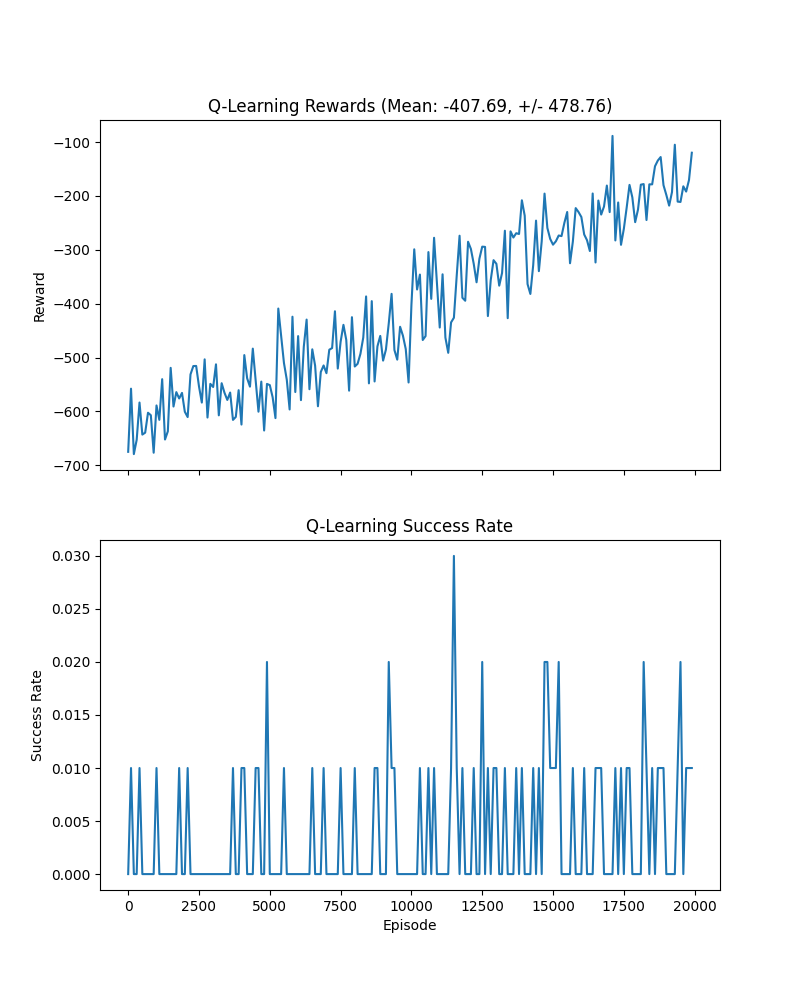 Q-Learning Rewards (Mean: -407.69, +/- 478.76)
−100
−200
−300
−400
−500
−600
−700
Reward
Q-Learning Success Rate
0.030
0.025
0.020
0.015
0.010
0.005
0.000
Success Rate
0 2500 5000 7500 10000 12500 15000 17500 20000
Episode